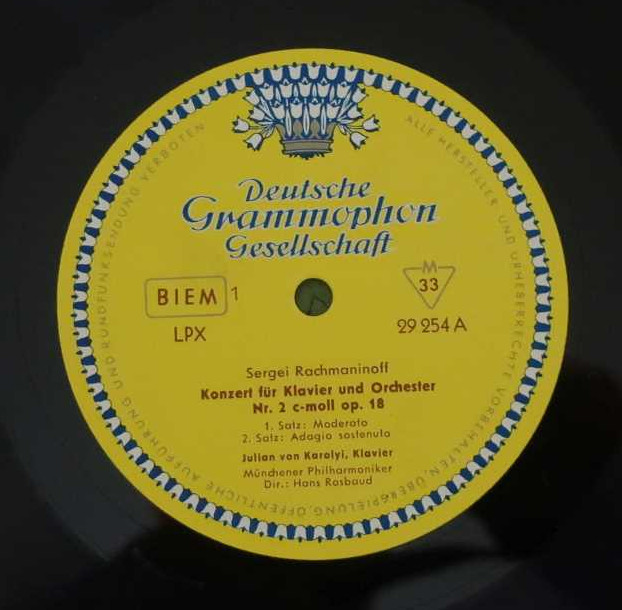 Deutsche
Grammophon
Gesellschaft
BIEM 1
M
33
LPX
29 254 A
Sergei Rachmaninoff
Konzert für Klavier und Orchester
Nr. 2 c-moll op. 18
1. Satz: Moderato
2. Satz: Adagio sostenuto
Julian von Karolyi, Klavier
Münchener Philharmoniker
Dir.: Hans Rosbaud
ALLE HERSTELLER- UND URHEBERRECHTE VORBEHALTEN, ÜBERSPIELUNG, ÖFFENTLICHE AUFFÜHRUNG UND RUNDFUNKSENDUNG VERBOTEN